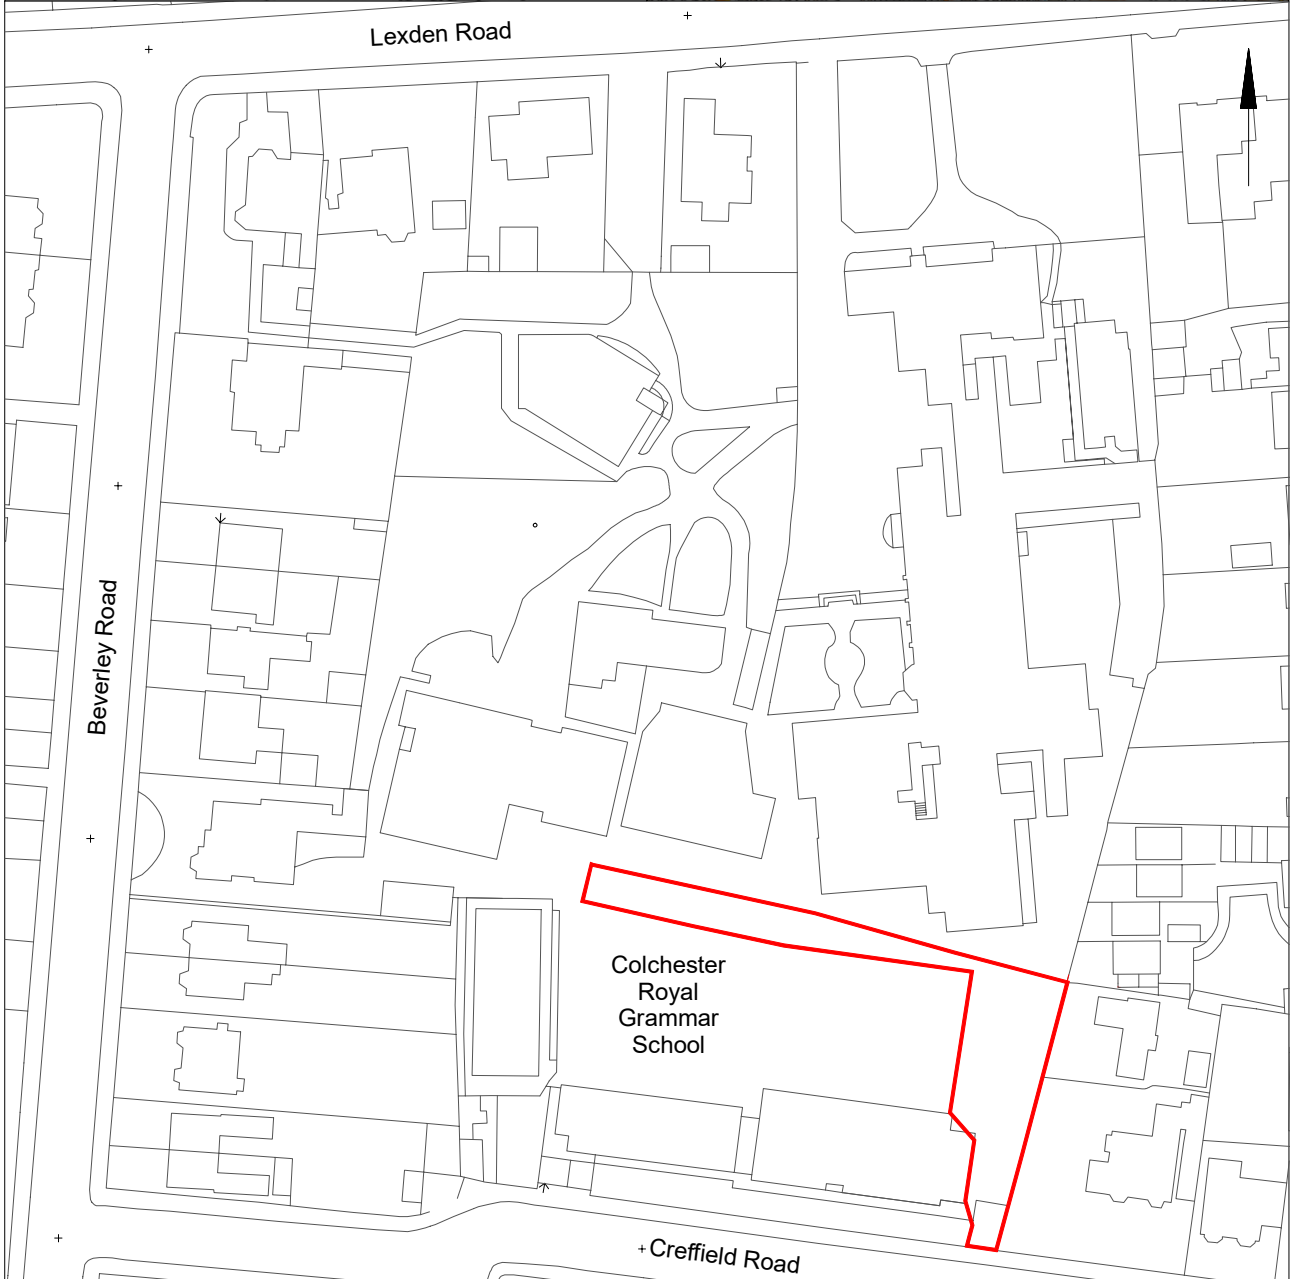 Lexden Road
Beverley Road
Colchester
Royal
Grammar
School
Creffield Road